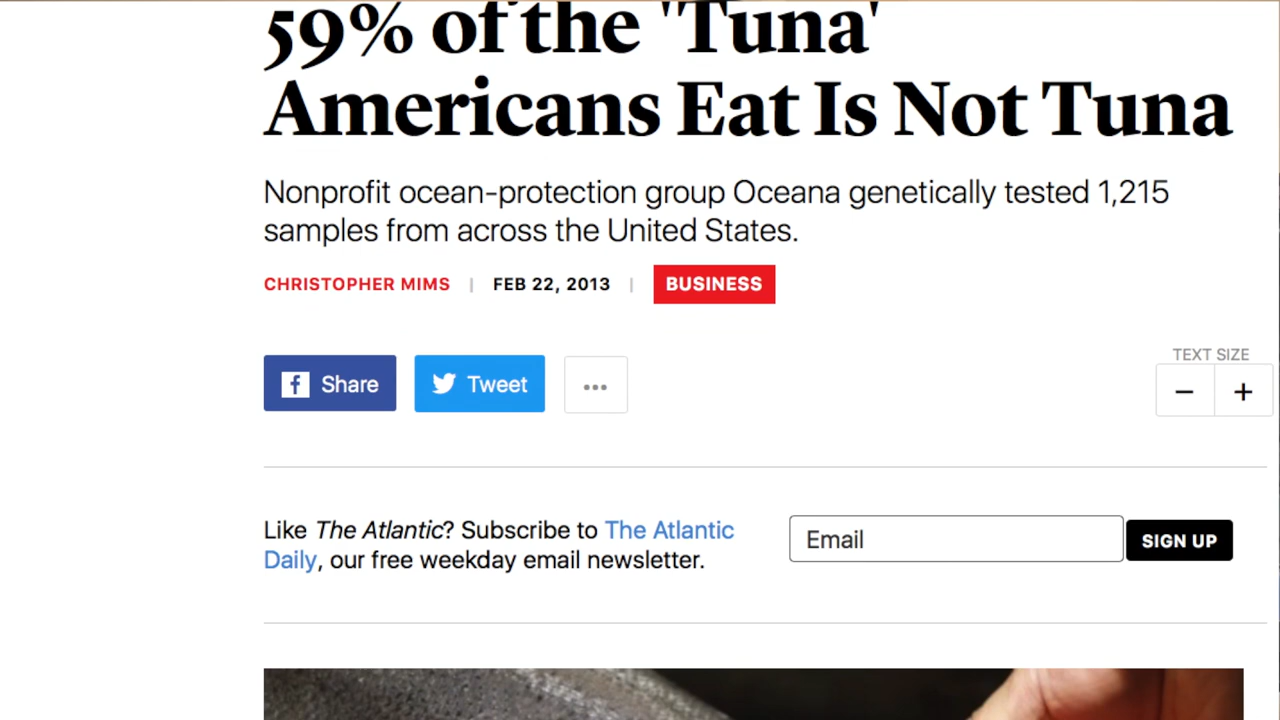 59% of the 'Tuna'
Americans Eat Is Not Tuna
Nonprofit ocean-protection group Oceana genetically tested 1,215
samples from across the United States.
CHRISTOPHER MIMS | FEB 22, 2013 | BUSINESS
Share Tweet ...
TEXT SIZE
− +
Like The Atlantic? Subscribe to The Atlantic
Daily, our free weekday email newsletter.
Email SIGN UP